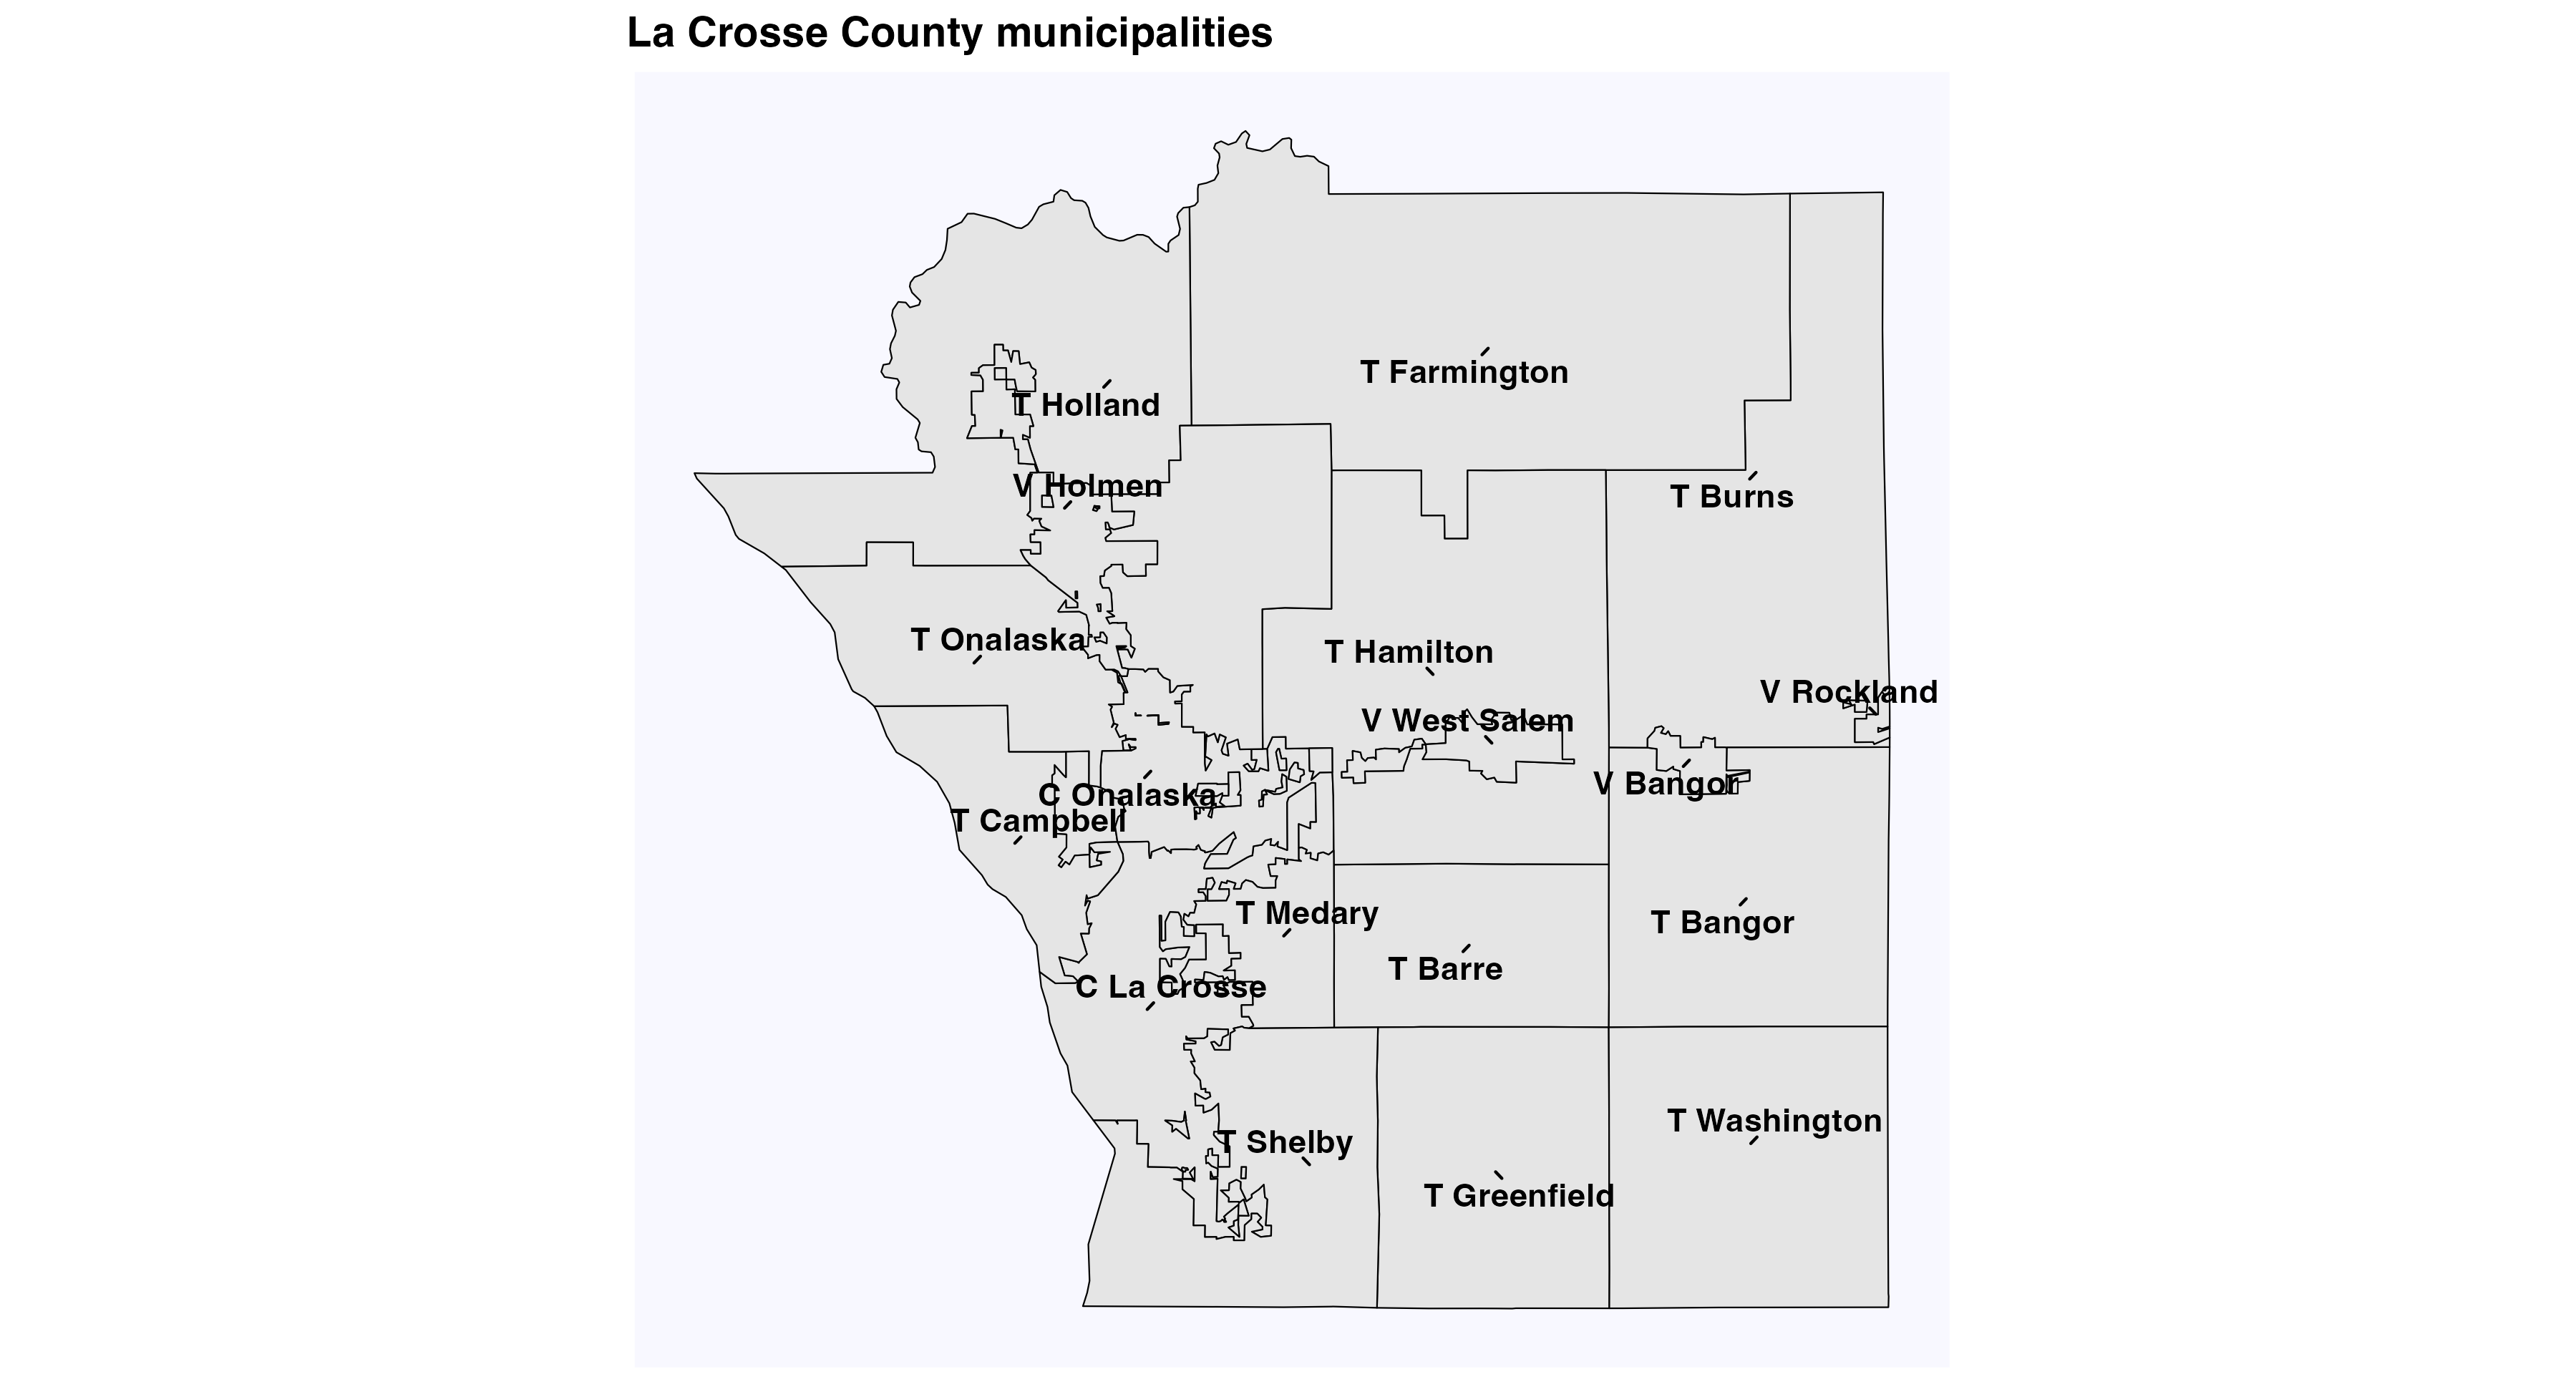 La Crosse County municipalities
T Farmington
T Holland
V Holmen
T Burns
T Onalaska
T Hamilton
V Rockland
V West Salem
V Bangor
C Onalaska
T Campbell
T Medary
T Bangor
T Barre
C La Crosse
T Washington
T Shelby
T Greenfield